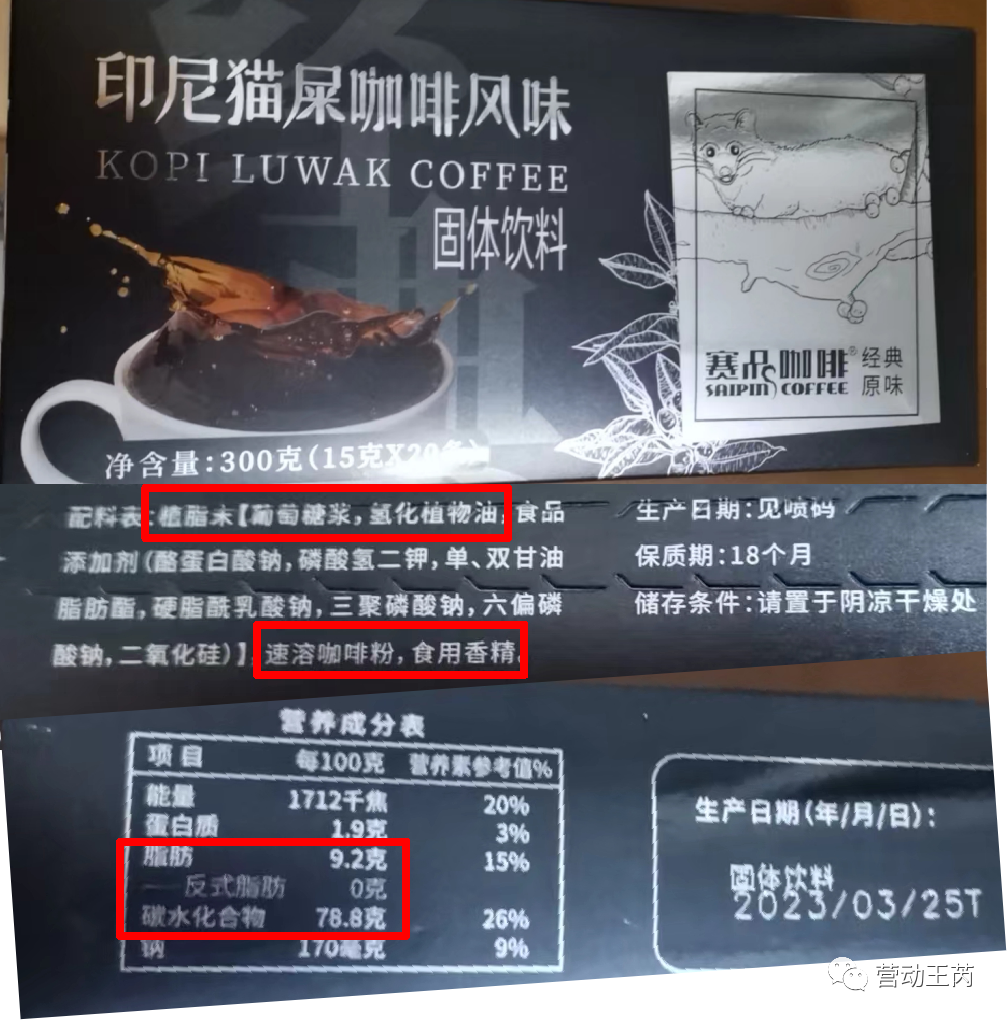 印尼猫屎咖啡风味
KOPI LUWAK COFFEE
固体饮料
赛品咖啡® 经典
SAIPIN COFFEE 原味
净含量:300克(15克X20条)
配料表:植脂末【葡萄糖浆,氢化植物油,食品
添加剂(酪蛋白酸钠,磷酸氢二钾,单、双甘油
脂肪酯,硬脂酰乳酸钠,三聚磷酸钠,六偏磷
酸钠,二氧化硅)】,速溶咖啡粉,食用香精。
生产日期:见喷码
保质期:18个月
储存条件:请置于阴凉干燥处
营养成分表
项目 每100克 营养素参考值%
能量 1712千焦 20%
蛋白质 1.9克 3%
脂肪 9.2克 15%
——反式脂肪 0克
碳水化合物 78.8克 26%
钠 170毫克 9%
生产日期(年/月/日):
固体饮料
2023/03/25T
营动王芮